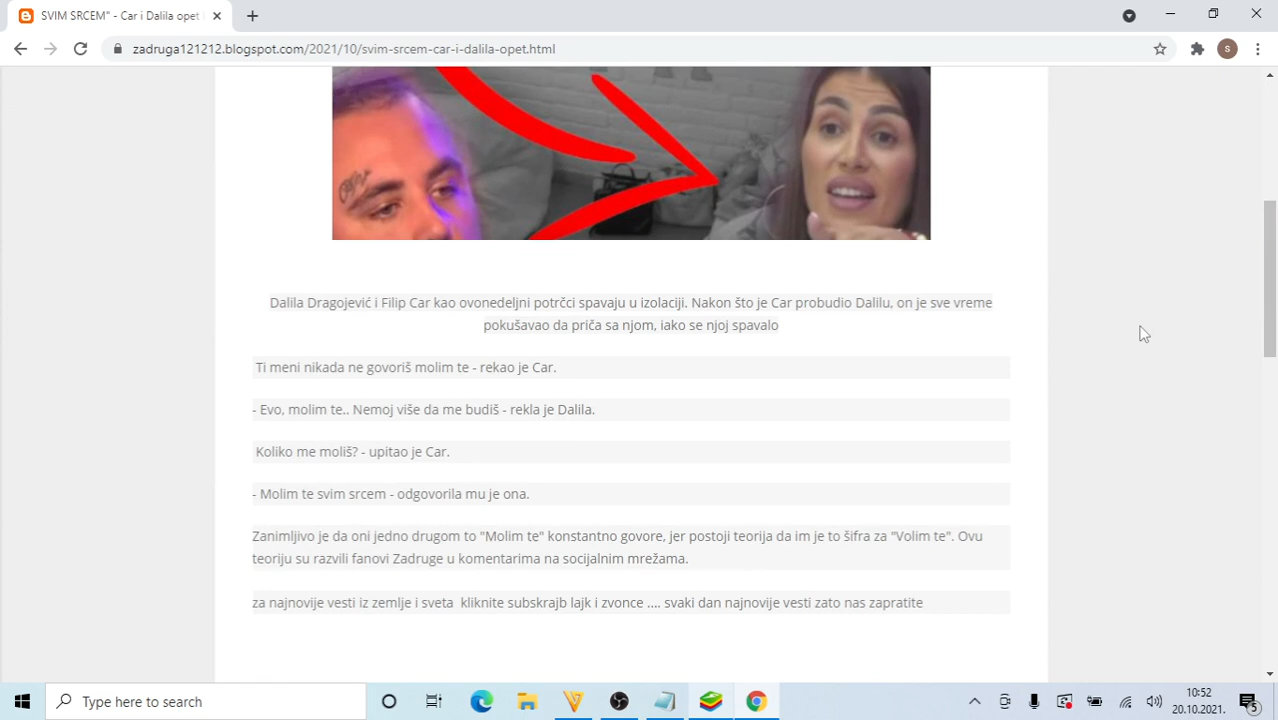 SVIM SRCEM" - Car i Dalila opet
zadruga121212.blogspot.com/2021/10/svim-srcem-car-i-dalila-opet.html
S
Dalila Dragojević i Filip Car kao ovonedeljni potrčci spavaju u izolaciji. Nakon što je Car probudio Dalilu, on je sve vreme
pokušavao da priča sa njom, iako se njoj spavalo
Ti meni nikada ne govoriš molim te - rekao je Car.
- Evo, molim te.. Nemoj više da me budiš - rekla je Dalila.
Koliko me moliš? - upitao je Car.
- Molim te svim srcem - odgovorila mu je ona.
Zanimljivo je da oni jedno drugom to "Molim te" konstantno govore, jer postoji teorija da im je to šifra za "Volim te". Ovu
teoriju su razvili fanovi Zadruge u komentarima na socijalnim mrežama.
za najnovije vesti iz zemlje i sveta  kliknite subskrajb lajk i zvonce .... svaki dan najnovije vesti zato nas zapratite
Type here to search
10:52
20.10.2021.
5